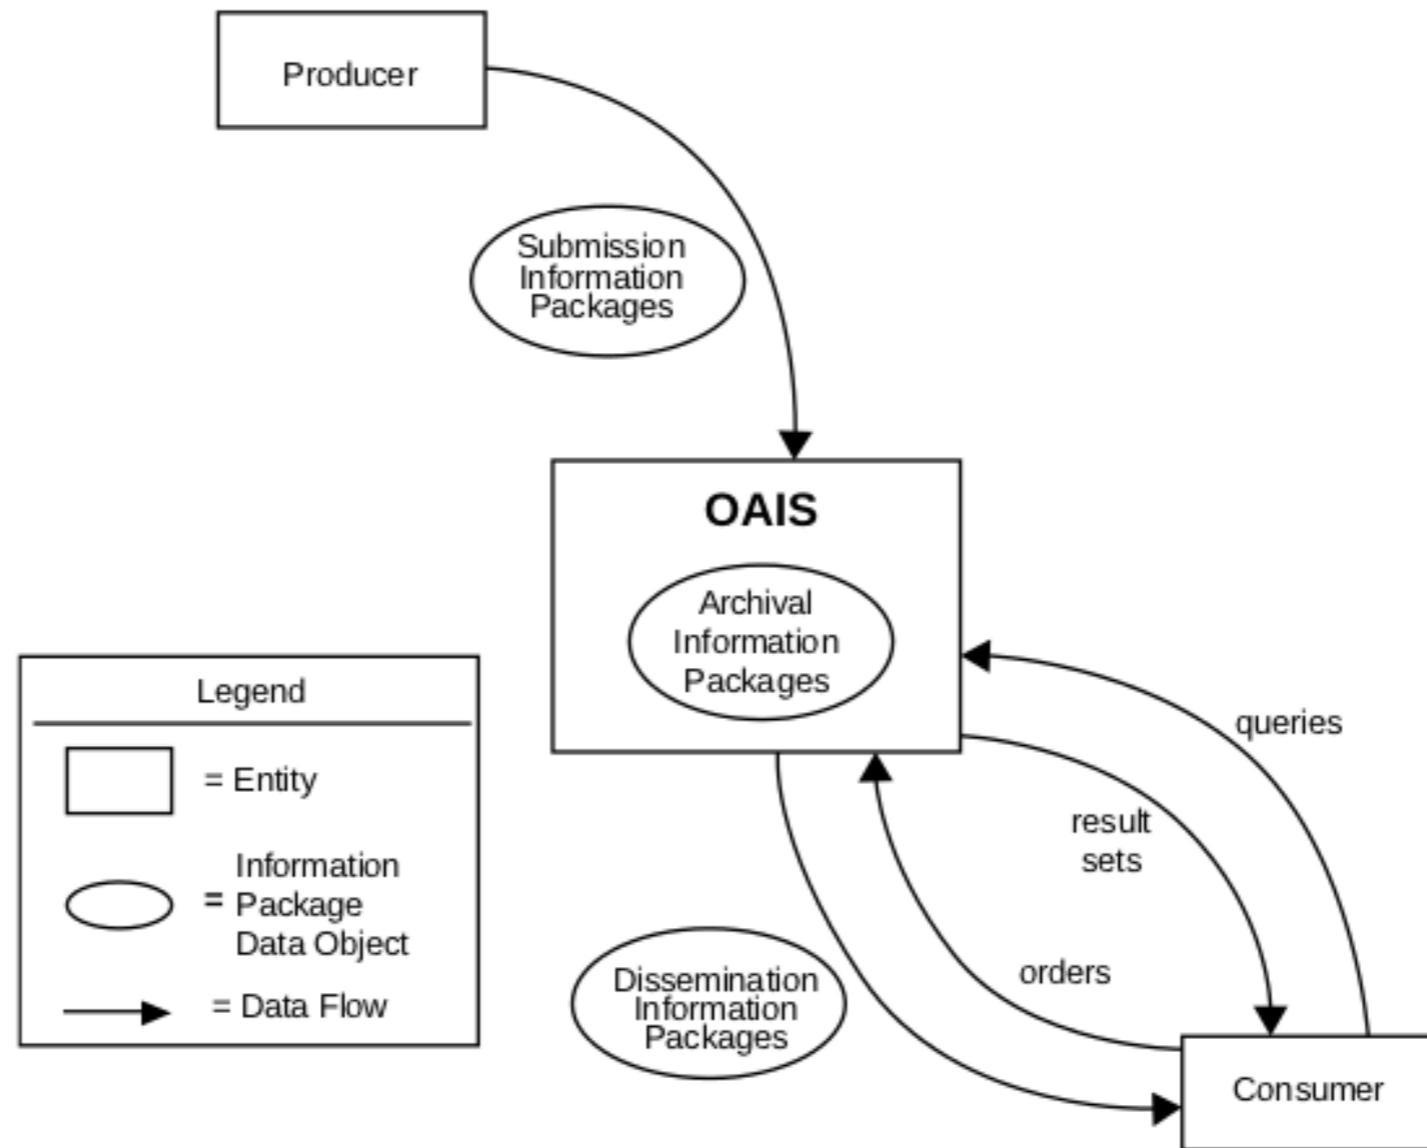 Producer
Submission
Information
Packages
OAIS
Archival
Information
Packages
queries
result
sets
orders
Dissemination
Information
Packages
Consumer
Legend
= Entity
Information
= Package
Data Object
= Data Flow